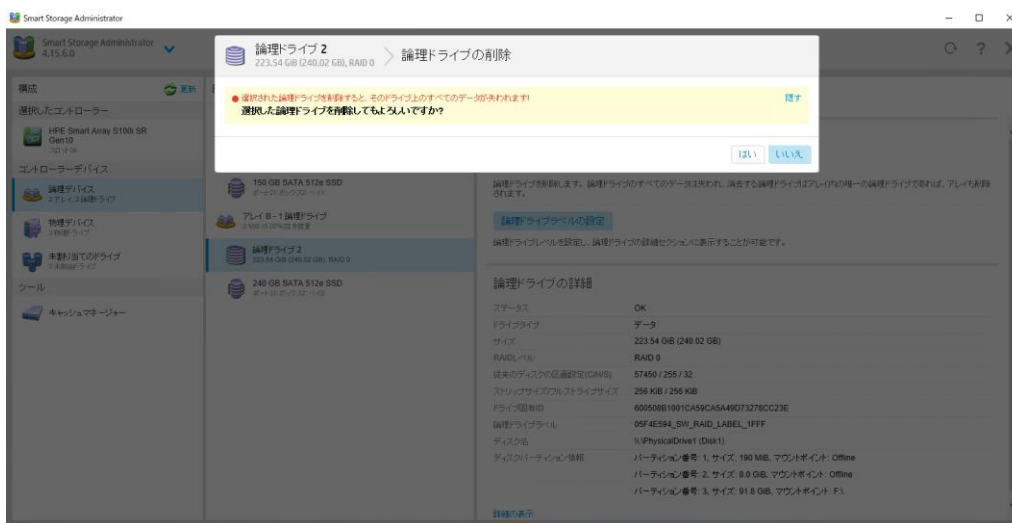 Smart Storage Administrator
Smart Storage Administrator
4.15.6.0
論理ドライブ 2
223.54 GiB (240.02 GB), RAID 0
論理ドライブの削除
選択された論理ドライブを削除すると、そのドライブ上のすべてのデータが失われます!
選択した論理ドライブを削除してもよろしいですか?
隠す
はい
いいえ
構成
更新
選択したコントローラー
HPE Smart Array S100i SR
Gen10
コントローラーデバイス
論理デバイス
2 アレイ, 2 論理ドライブ
物理デバイス
未割り当てのドライブ
ツール
キャッシュマネージャー
150 GB SATA 512e SSD
アレイ B - 1 論理ドライブ
論理ドライブ 2
223.54 GiB (240.02 GB), RAID 0
240 GB SATA 512e SSD
論理ドライブを削除します。論理ドライブのすべてのデータは失われ、消去する論理ドライブはアレイ内の唯一の論理ドライブであれば、アレイも削除
されます。
論理ドライブラベルの設定
論理ドライブレベルを設定し、論理ドライブの詳細セクションに表示することが可能です。
論理ドライブの詳細
ステータス OK
ドライブタイプ データ
サイズ 223.54 GiB (240.02 GB)
RAIDレベル RAID 0
従来のディスクの区画設定(C/H/S) 57450 / 255 / 32
ストリップサイズ/フルストライプサイズ 256 KiB / 256 KiB
ドライブ固有ID 600508B1001CA59CA5A49D73276CC23E
論理ドライブラベル 05F4E594_SW_RAID_LABEL_1FFF
ディスク名 \\.\PhysicalDrive1 (Disk1)
ディスクパーティション情報 パーティション番号: 1, サイズ: 190 MiB, マウントポイント: Offline
パーティション番号: 2, サイズ: 8.0 GiB, マウントポイント: Offline
パーティション番号: 3, サイズ: 91.8 GiB, マウントポイント: F:\
詳細の表示